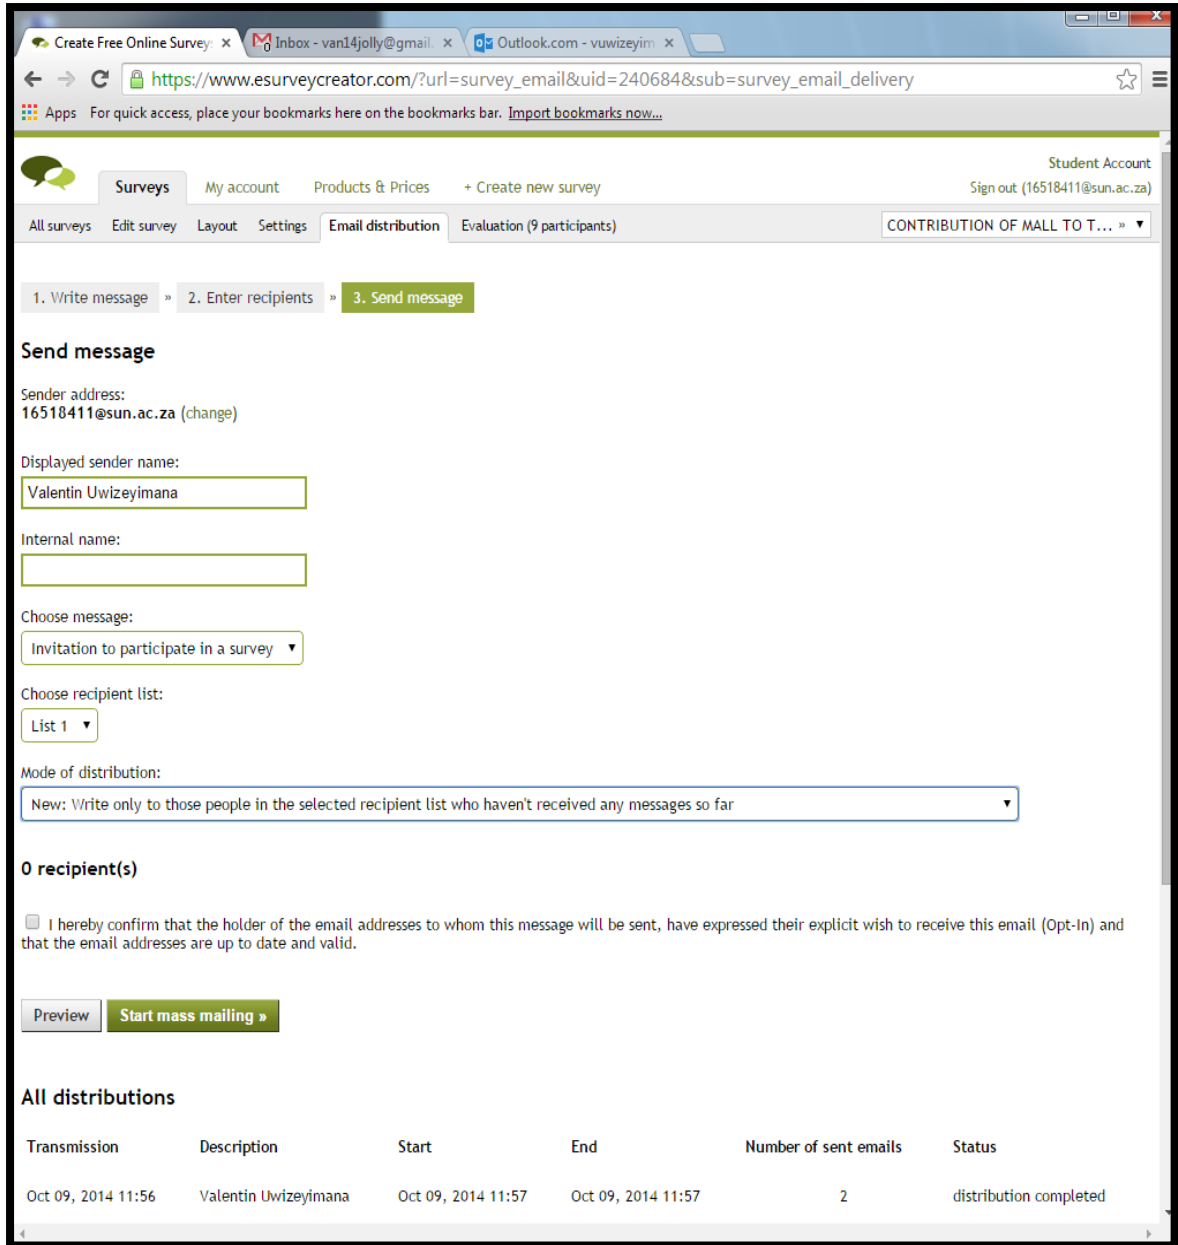 Create Free Online Survey: x Inbox - van14jolly@gmail. x Outlook.com - vuwizeyim x
https://www.esurveycreator.com/?url=survey_email&uid=240684&sub=survey_email_delivery
Apps For quick access, place your bookmarks here on the bookmarks bar. Import bookmarks now...
Student Account
Surveys My account Products & Prices + Create new survey Sign out (16518411@sun.ac.za)
All surveys Edit survey Layout Settings Email distribution Evaluation (9 participants) CONTRIBUTION OF MALL TO T... »
1. Write message » 2. Enter recipients » 3. Send message
Send message
Sender address:
16518411@sun.ac.za (change)
Displayed sender name:
Valentin Uwizeyimana
Internal name:
Choose message:
Invitation to participate in a survey
Choose recipient list:
List 1
Mode of distribution:
New: Write only to those people in the selected recipient list who haven't received any messages so far
0 recipient(s)
I hereby confirm that the holder of the email addresses to whom this message will be sent, have expressed their explicit wish to receive this email (Opt-In) and
that the email addresses are up to date and valid.
Preview Start mass mailing »
All distributions
Transmission Description Start End Number of sent emails Status
Oct 09, 2014 11:56 Valentin Uwizeyimana Oct 09, 2014 11:57 Oct 09, 2014 11:57 2 distribution completed